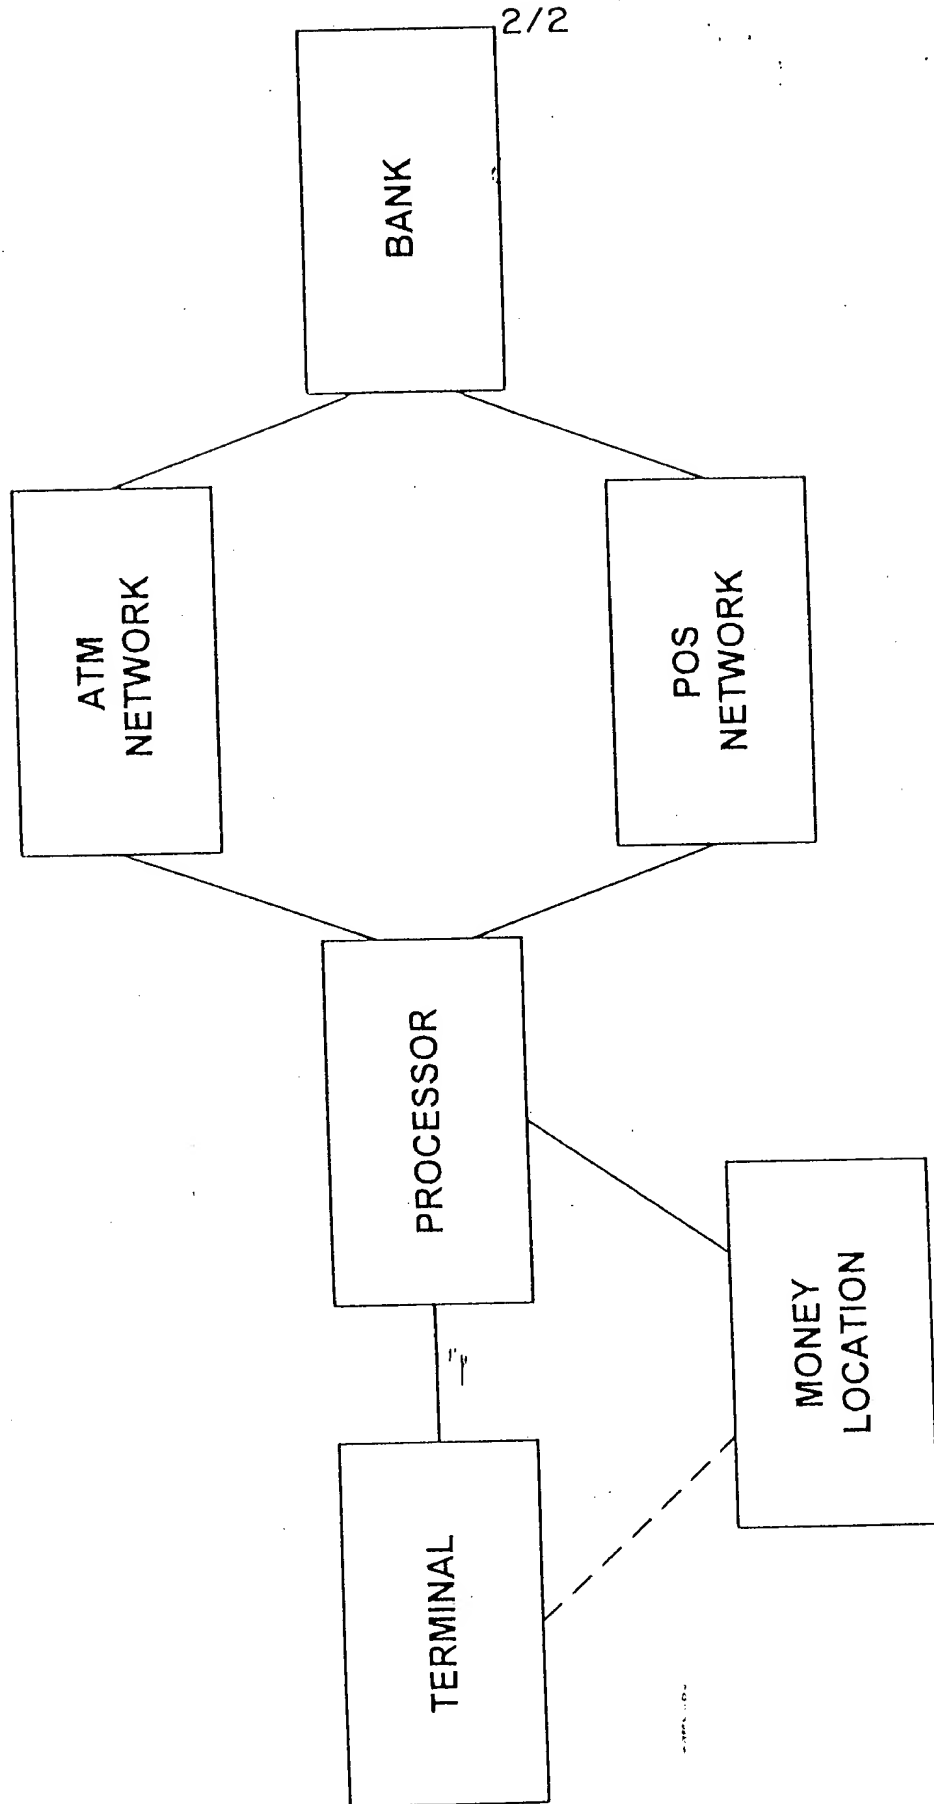 2/2
BANK
ATM
NETWORK
POS
NETWORK
PROCESSOR
MONEY
LOCATION
TERMINAL